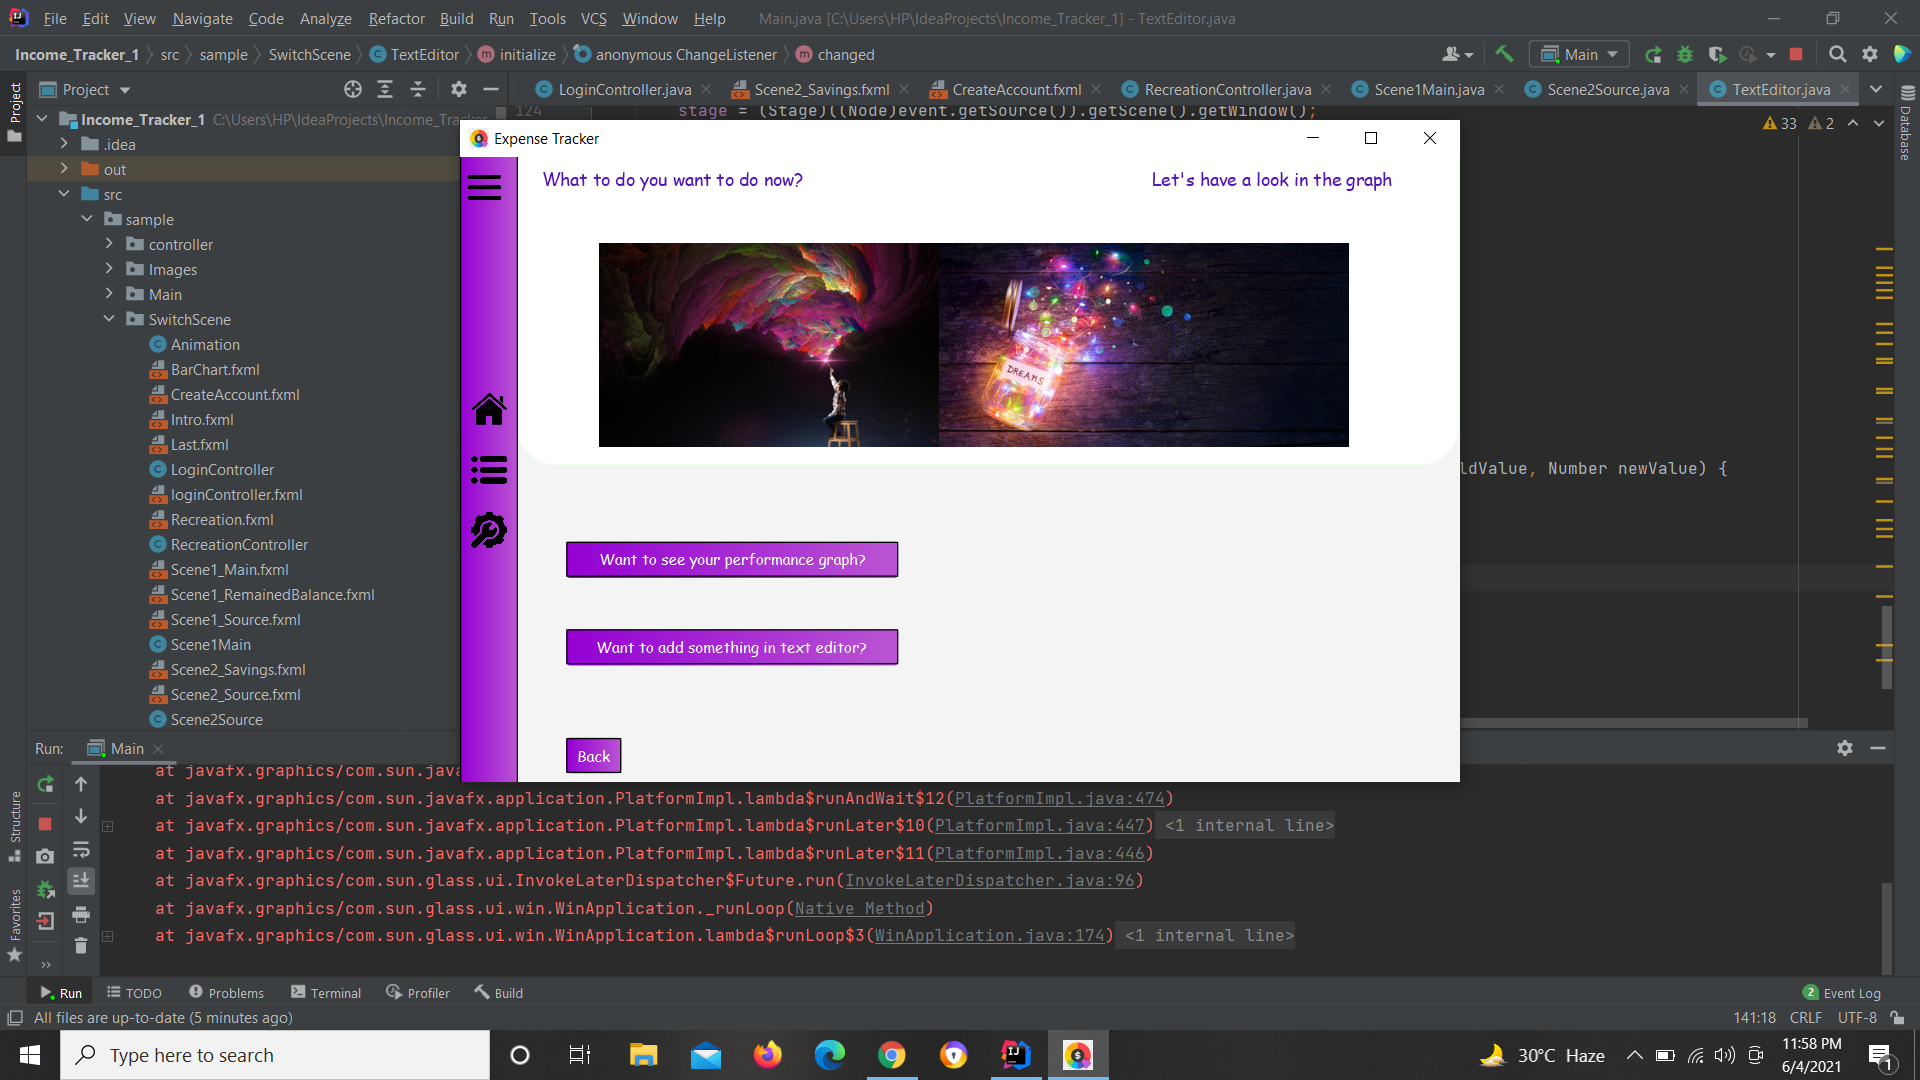 File Edit View Navigate Code Analyze Refactor Build Run Tools VCS Window Help Main.java [C:\Users\HP\IdeaProjects\Income_Tracker_1] - TextEditor.java
Income_Tracker_1 src sample SwitchScene TextEditor initialize anonymous ChangeListener changed Main
Project LoginController.java Scene2_Savings.fxml CreateAccount.fxml RecreationController.java Scene1Main.java Scene2Source.java TextEditor.java
Project
Database
124 stage = (Stage)((Node)event.getSource()).getScene().getWindow();
Income_Tracker_1 C:\Users\HP\IdeaProjects\Income_Tracker
33 2
.idea
out
src
sample
controller
Images
Main
SwitchScene
Animation
BarChart.fxml
CreateAccount.fxml
Intro.fxml
Last.fxml
LoginController
loginController.fxml
Recreation.fxml
RecreationController
Scene1_Main.fxml
Scene1_RemainedBalance.fxml
Scene1_Source.fxml
Scene1Main
Scene2_Savings.fxml
Scene2_Source.fxml
Scene2Source
Expense Tracker
What to do you want to do now? Let's have a look in the graph
DREAMS
ldValue, Number newValue) {
Want to see your performance graph?
Want to add something in text editor?
Back
Run: Main
at javafx.graphics/com.sun.java
at javafx.graphics/com.sun.javafx.application.PlatformImpl.lambda$runAndWait$12(PlatformImpl.java:474)
at javafx.graphics/com.sun.javafx.application.PlatformImpl.lambda$runLater$10(PlatformImpl.java:447) <1 internal line>
at javafx.graphics/com.sun.javafx.application.PlatformImpl.lambda$runLater$11(PlatformImpl.java:446)
at javafx.graphics/com.sun.glass.ui.InvokeLaterDispatcher$Future.run(InvokeLaterDispatcher.java:96)
at javafx.graphics/com.sun.glass.ui.win.WinApplication._runLoop(Native Method)
at javafx.graphics/com.sun.glass.ui.win.WinApplication.lambda$runLoop$3(WinApplication.java:174) <1 internal line>
Structure
Favorites
Run TODO Problems Terminal Profiler Build 2 Event Log
All files are up-to-date (5 minutes ago) 141:18 CRLF UTF-8
Type here to search 30°C Haze 11:58 PM
6/4/2021 1